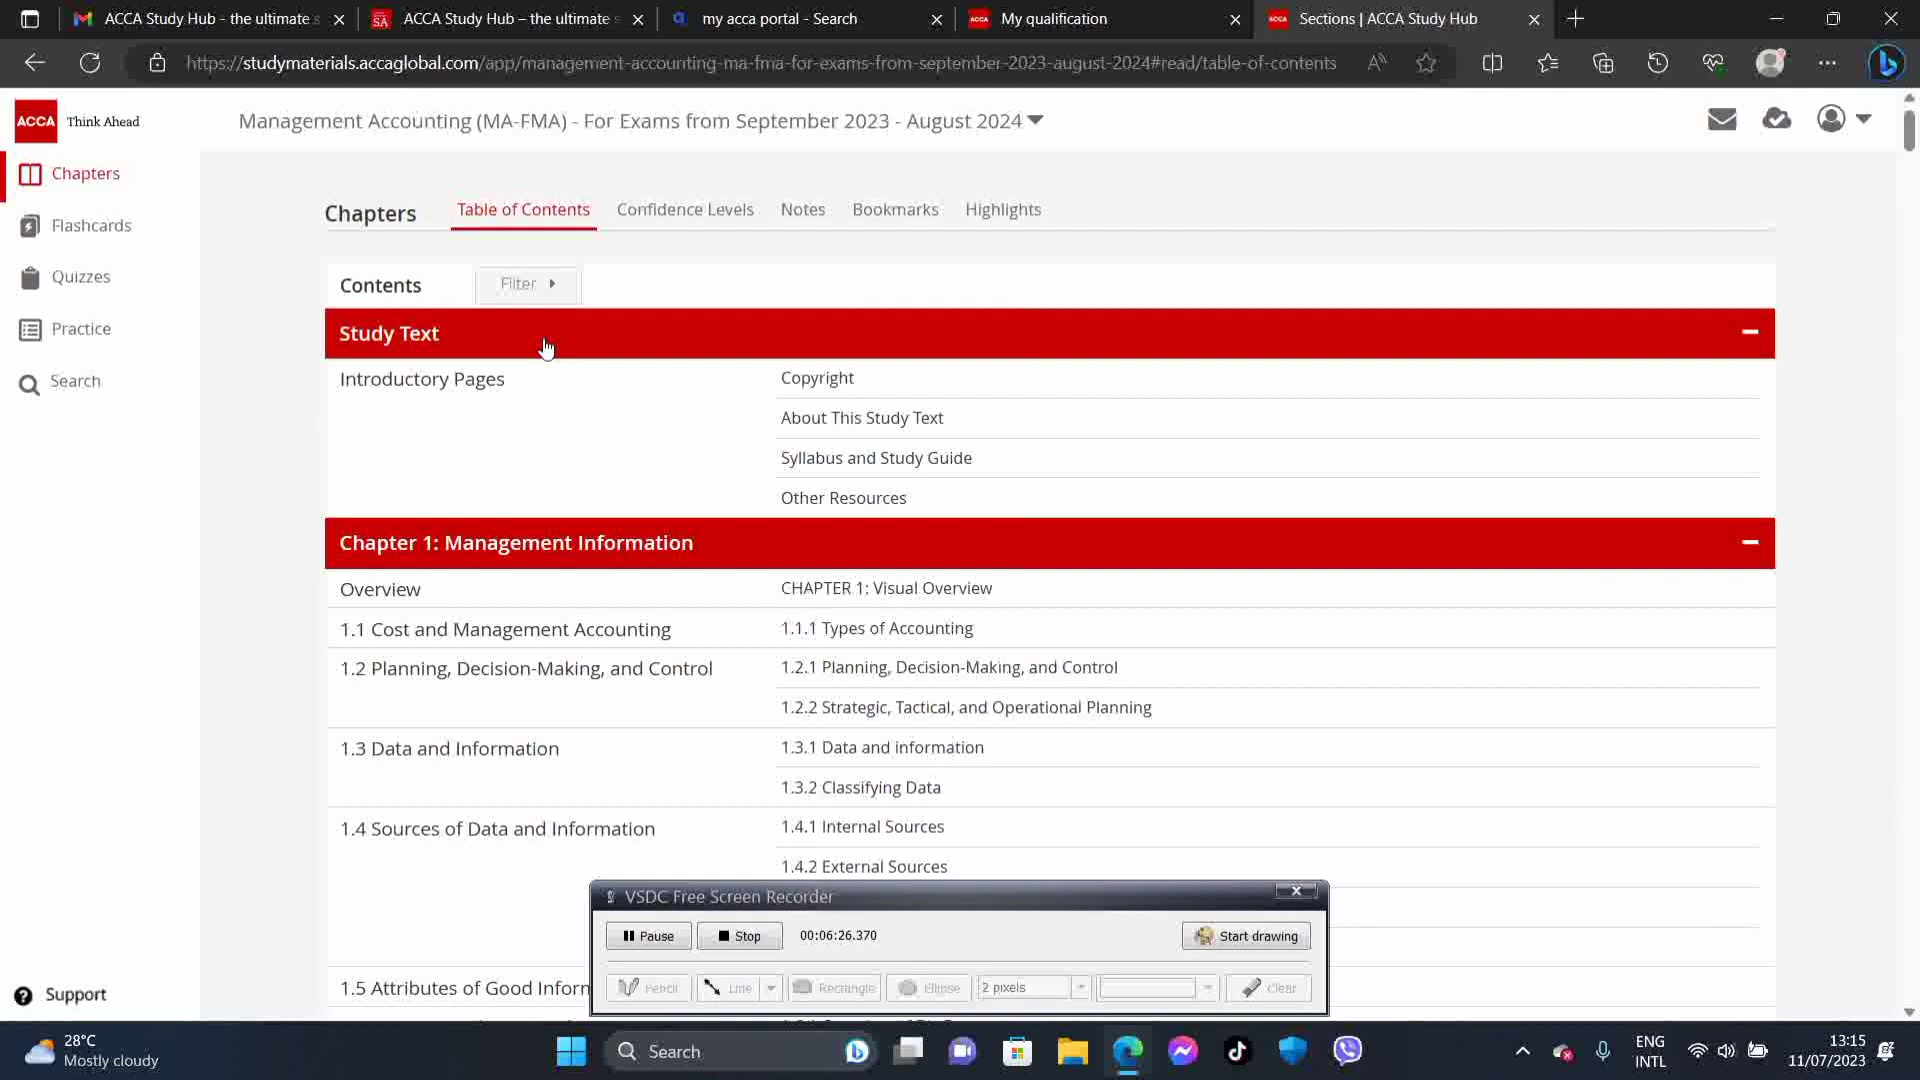 ACCA Study Hub - the ultimate s
ACCA Study Hub – the ultimate s
my acca portal - Search
My qualification
Sections | ACCA Study Hub
https://studymaterials.accaglobal.com/app/management-accounting-ma-fma-for-exams-from-september-2023-august-2024#read/table-of-contents
ACCA Think Ahead
Management Accounting (MA-FMA) - For Exams from September 2023 - August 2024
Chapters
Flashcards
Quizzes
Practice
Search
Support
Chapters
Table of Contents
Confidence Levels
Notes
Bookmarks
Highlights
Contents
Filter
Study Text
Introductory Pages
Copyright
About This Study Text
Syllabus and Study Guide
Other Resources
Chapter 1: Management Information
Overview
CHAPTER 1: Visual Overview
1.1 Cost and Management Accounting
1.1.1 Types of Accounting
1.2 Planning, Decision-Making, and Control
1.2.1 Planning, Decision-Making, and Control
1.2.2 Strategic, Tactical, and Operational Planning
1.3 Data and Information
1.3.1 Data and information
1.3.2 Classifying Data
1.4 Sources of Data and Information
1.4.1 Internal Sources
1.4.2 External Sources
1.5 Attributes of Good Inforn
VSDC Free Screen Recorder
Pause
Stop
00:06:26.370
Start drawing
Pencil
Line
Rectangle
Ellipse
2 pixels
Clear
28°C
Mostly cloudy
Search
ENG
INTL
13:15
11/07/2023